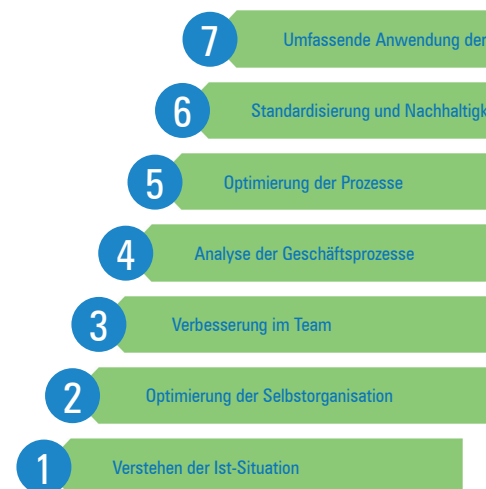 7 Umfassende Anwendung der
6 Standardisierung und Nachhaltigk
5 Optimierung der Prozesse
4 Analyse der Geschäftsprozesse
3 Verbesserung im Team
2 Optimierung der Selbstorganisation
1 Verstehen der Ist-Situation